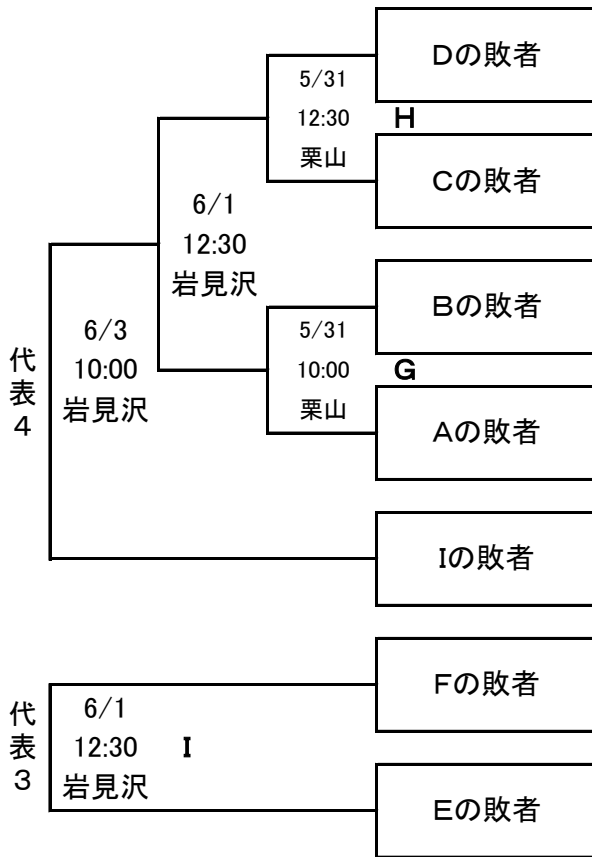 Dの敗者
5/31
12:30
栗山
H
Cの敗者
6/1
12:30
岩見沢
Bの敗者
5/31
10:00
栗山
G
Aの敗者
6/3
10:00
岩見沢
代表4
Iの敗者
Fの敗者
代表3
6/1
12:30
岩見沢
I
Eの敗者